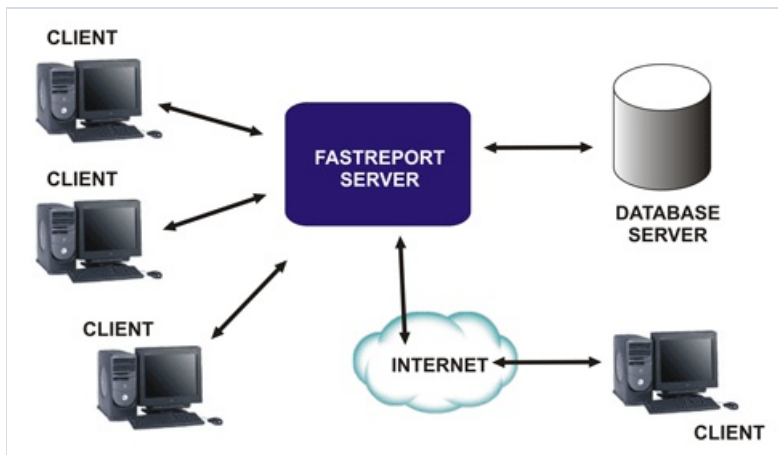 CLIENT
CLIENT
CLIENT
FASTREPORT
SERVER
DATABASE
SERVER
INTERNET
CLIENT